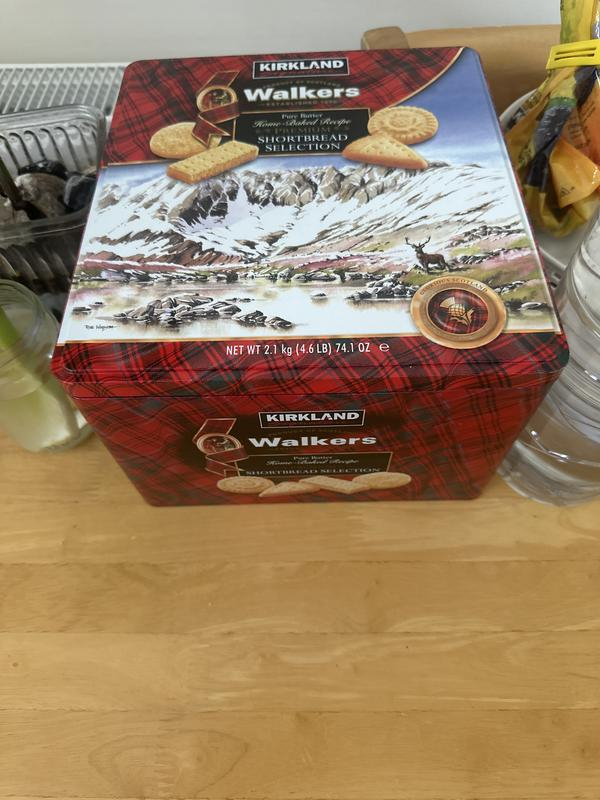 KIRKLAND
Walkers
ESTABLISHED 1898
Pure Butter
Home-Baked Recipe
PREMIUM
SHORTBREAD
SELECTION
NET WT 2.1 kg (4.6 LB) 74.1 OZ ℮
KIRKLAND
Walkers
Pure Butter
Home-Baked Recipe
SHORTBREAD SELECTION